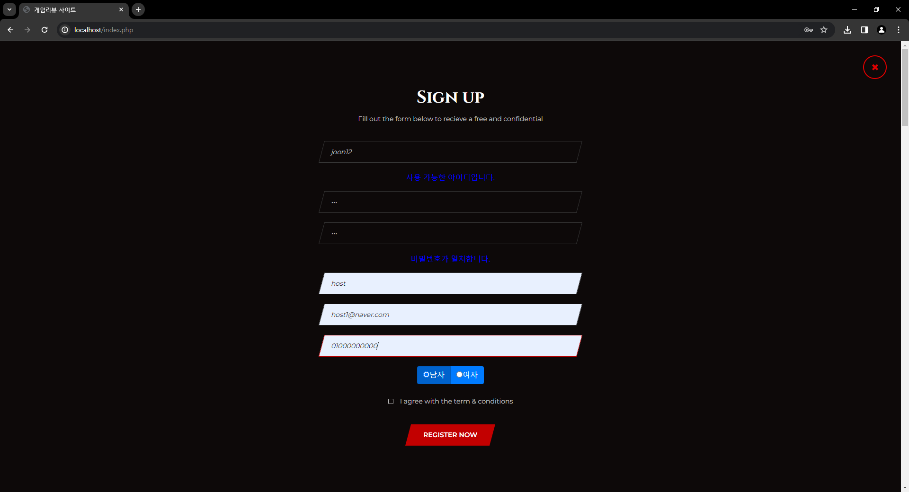 게임리뷰 사이트
localhost/index.php
Sign up
Fill out the form below to recieve a free and confidential
joon12
사용 가능한 아이디입니다.
비밀번호가 일치합니다
host
host1@naver.com
01000000000
남자 여자
I agree with the term & conditions
REGISTER NOW